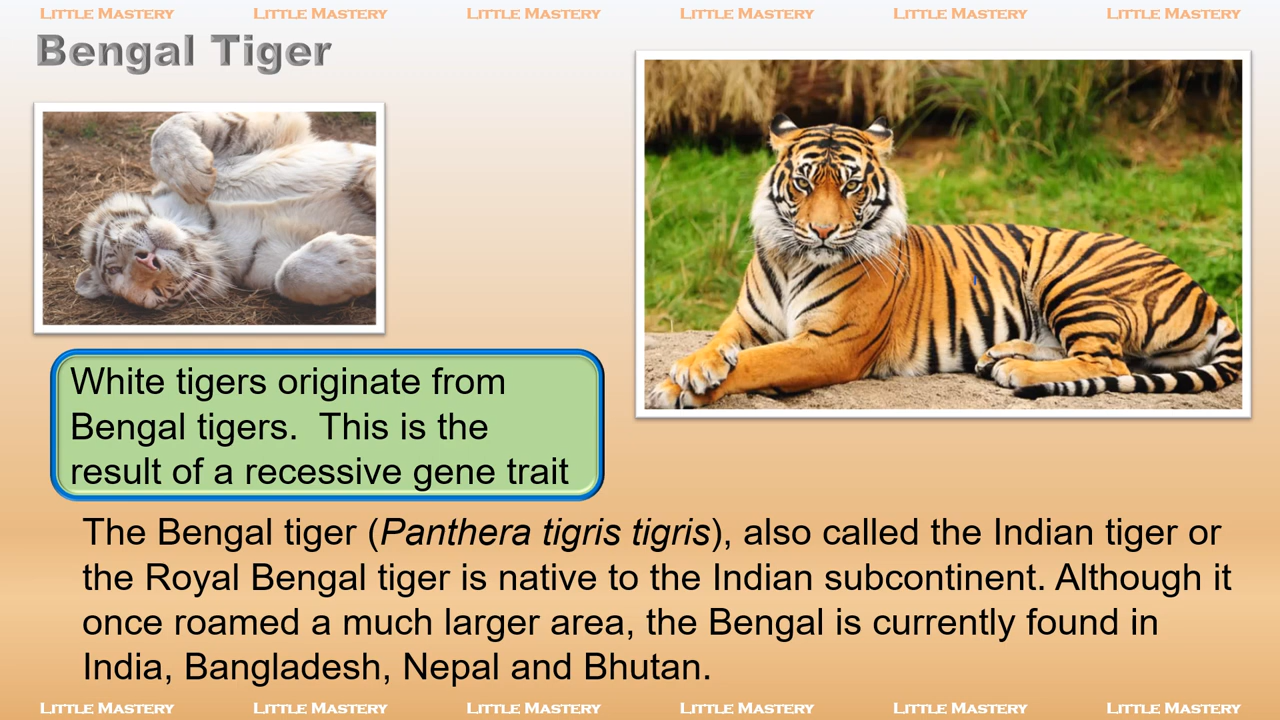 LITTLE MASTERY LITTLE MASTERY LITTLE MASTERY LITTLE MASTERY LITTLE MASTERY LITTLE MASTERY
Bengal Tiger
White tigers originate from
Bengal tigers.  This is the
result of a recessive gene trait
The Bengal tiger (Panthera tigris tigris), also called the Indian tiger or
the Royal Bengal tiger is native to the Indian subcontinent. Although it
once roamed a much larger area, the Bengal is currently found in
India, Bangladesh, Nepal and Bhutan.
LITTLE MASTERY LITTLE MASTERY LITTLE MASTERY LITTLE MASTERY LITTLE MASTERY LITTLE MASTERY